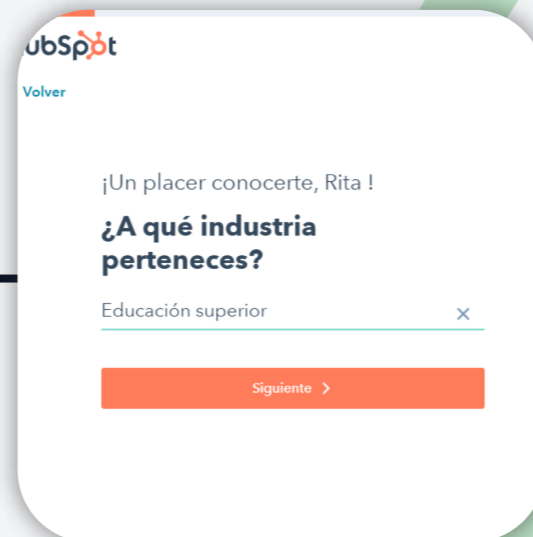 ubSpot
Volver
¡Un placer conocerte, Rita !
¿A qué industria
perteneces?
Educación superior
Siguiente